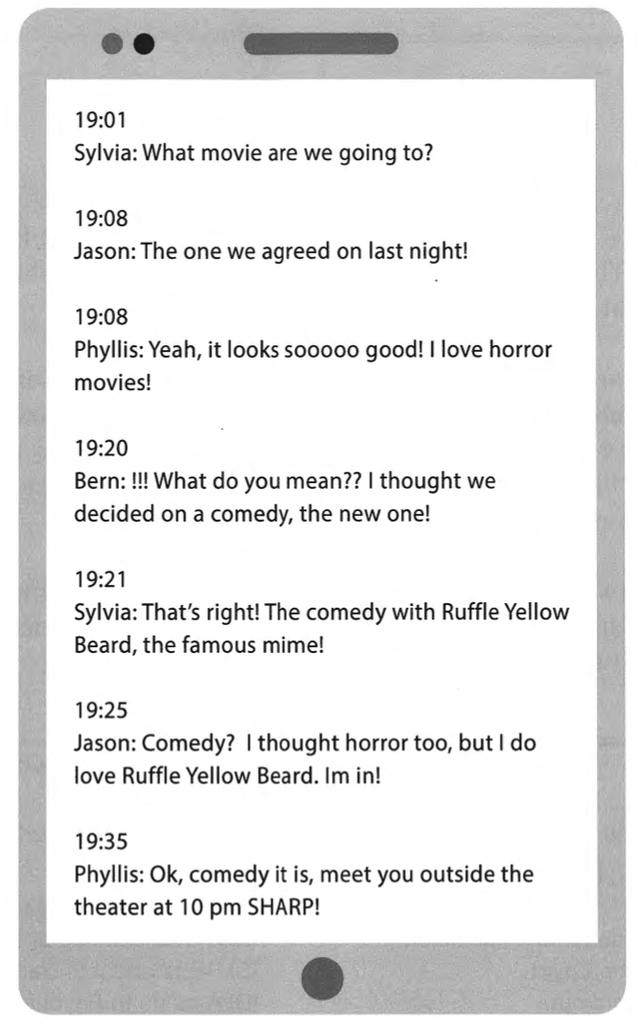 19:01
Sylvia: What movie are we going to?
19:08
Jason: The one we agreed on last night!
19:08
Phyllis: Yeah, it looks sooooo good! I love horror
movies!
19:20
Bern: !!! What do you mean?? I thought we
decided on a comedy, the new one!
19:21
Sylvia: That's right! The comedy with Ruffle Yellow
Beard, the famous mime!
19:25
Jason: Comedy?  I thought horror too, but I do
love Ruffle Yellow Beard. Im in!
19:35
Phyllis: Ok, comedy it is, meet you outside the
theater at 10 pm SHARP!